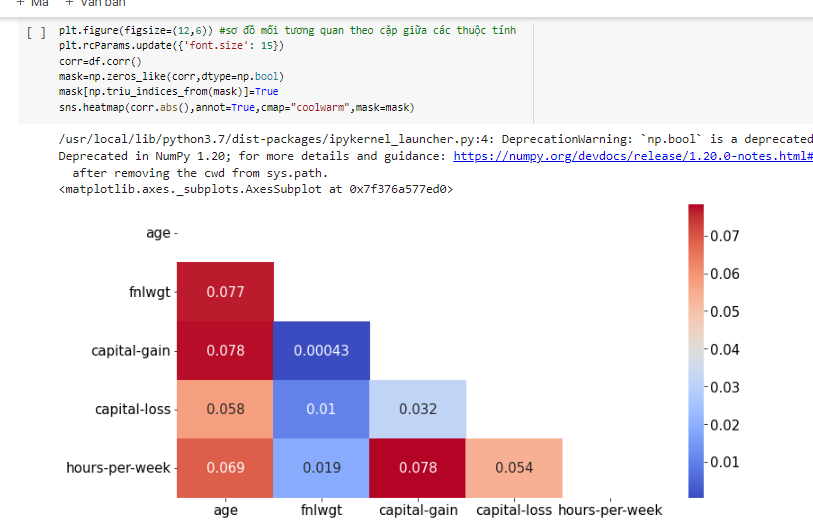 + Mã + Văn bản
[ ] plt.figure(figsize=(12,6)) #sơ đồ mối tương quan theo cặp giữa các thuộc tính
plt.rcParams.update({'font.size': 15})
corr=df.corr()
mask=np.zeros_like(corr,dtype=np.bool)
mask[np.triu_indices_from(mask)]=True
sns.heatmap(corr.abs(),annot=True,cmap="coolwarm",mask=mask)
/usr/local/lib/python3.7/dist-packages/ipykernel_launcher.py:4: DeprecationWarning: `np.bool` is a deprecated
Deprecated in NumPy 1.20; for more details and guidance: https://numpy.org/devdocs/release/1.20.0-notes.html#
after removing the cwd from sys.path.
<matplotlib.axes._subplots.AxesSubplot at 0x7f376a577ed0>
age
fnlwgt 0.077
capital-gain 0.078 0.00043
capital-loss 0.058 0.01 0.032
hours-per-week 0.069 0.019 0.078 0.054
age fnlwgt capital-gain capital-loss hours-per-week
0.07
0.06
0.05
0.04
0.03
0.02
0.01